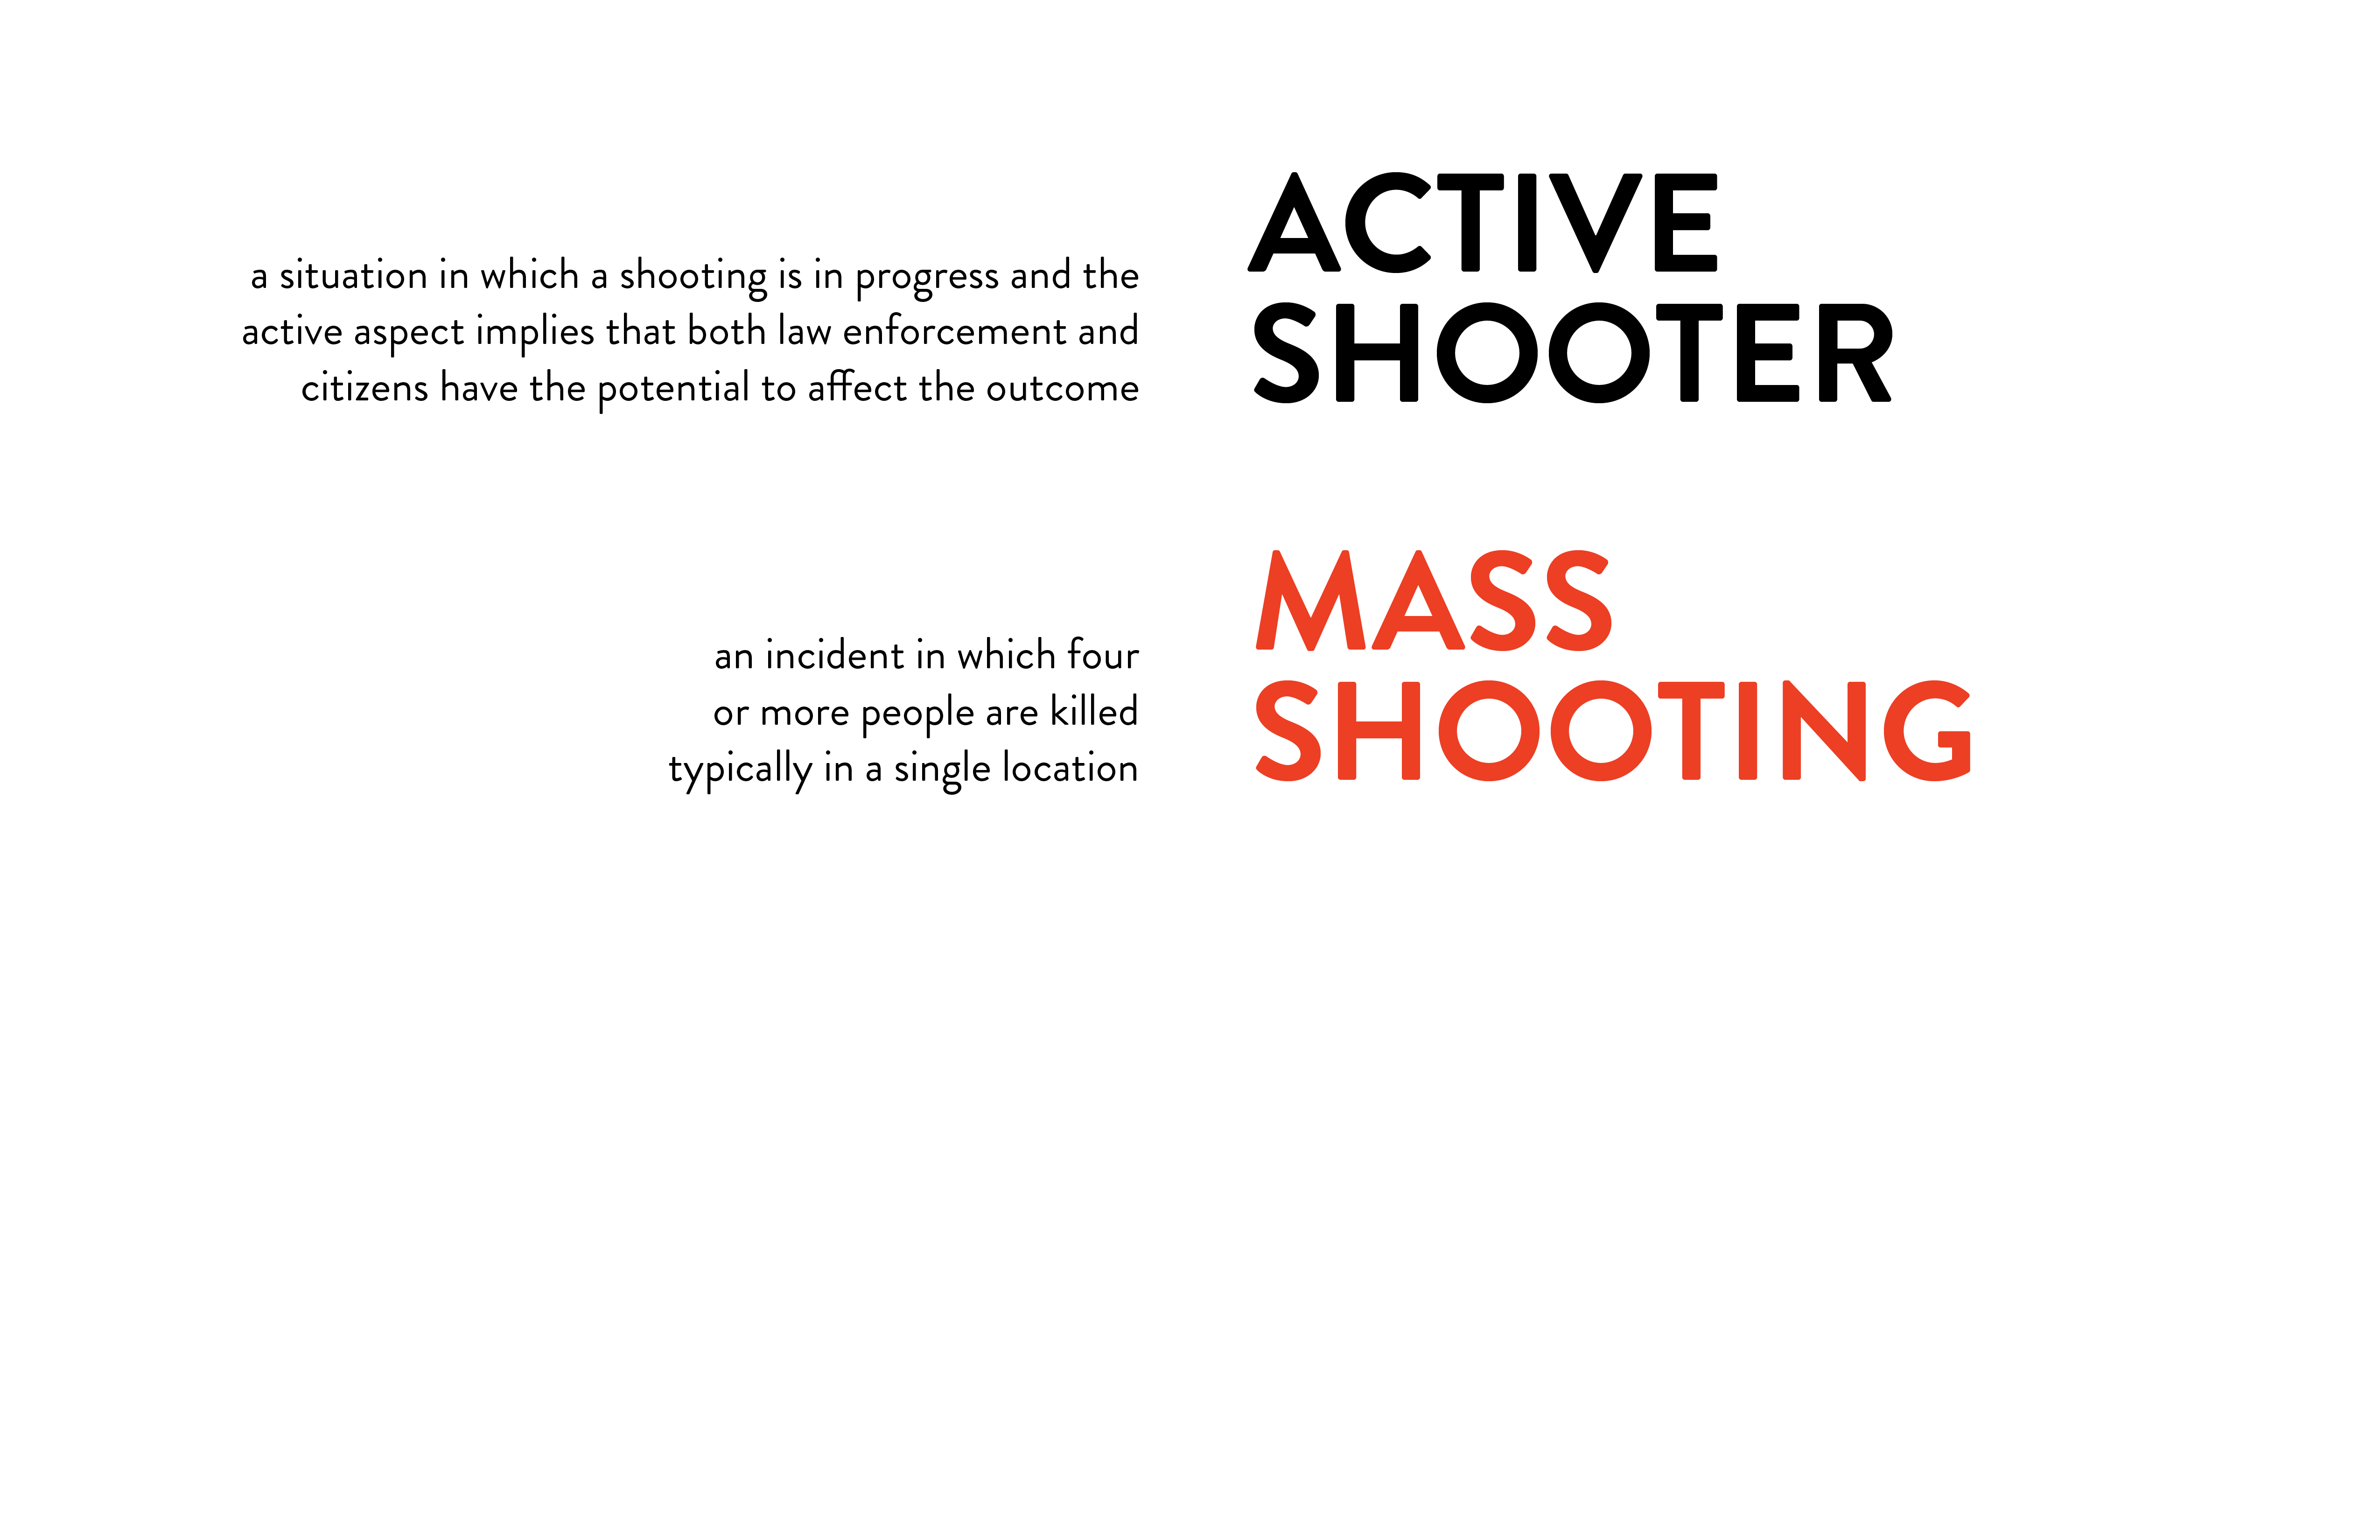 a situation in which a shooting is in progress and the
active aspect implies that both law enforcement and
citizens have the potential to affect the outcome
ACTIVE
SHOOTER
an incident in which four
or more people are killed
typically in a single location
MASS
SHOOTING